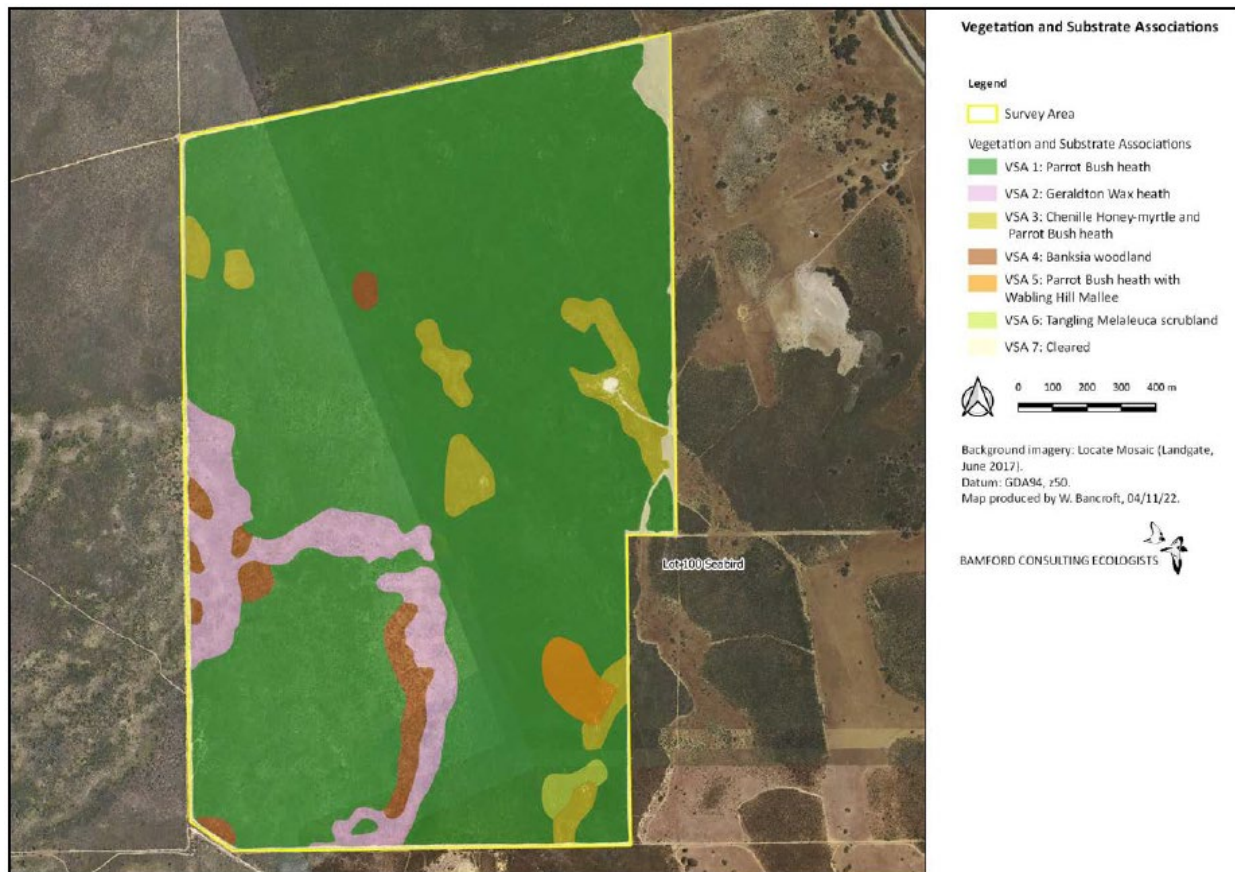 Vegetation and Substrate Associations
Legend
Survey Area
Vegetation and Substrate Associations
VSA 1: Parrot Bush heath
VSA 2: Geraldton Wax heath
VSA 3: Chenille Honey-myrtle and
Parrot Bush heath
VSA 4: Banksia woodland
VSA 5: Parrot Bush heath with
Wabling Hill Mallee
VSA 6: Tangling Melaleuca scrubland
VSA 7: Cleared
0 100 200 300 400 m
Background imagery: Locate Mosaic (Landgate,
June 2017).
Datum: GDA94, z50.
Map produced by W. Bancroft, 04/11/22.
BAMFORD CONSULTING ECOLOGISTS
Lot 100 Seabird